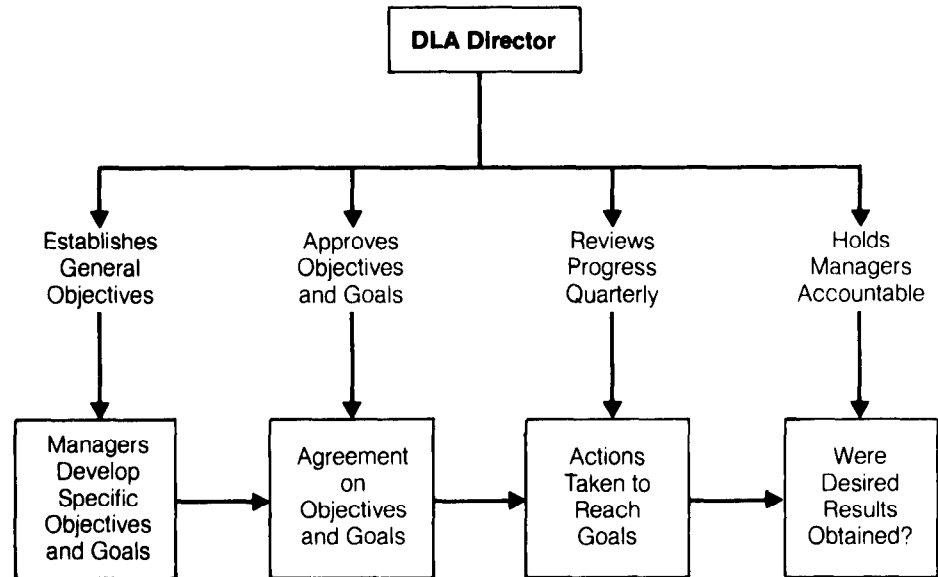 DLA Director
Establishes
General
Objectives
Approves
Objectives
and Goals
Reviews
Progress
Quarterly
Holds
Managers
Accountable
Managers
Develop
Specific
Objectives
and Goals
Agreement
on
Objectives
and Goals
Actions
Taken to
Reach
Goals
Were
Desired
Results
Obtained?